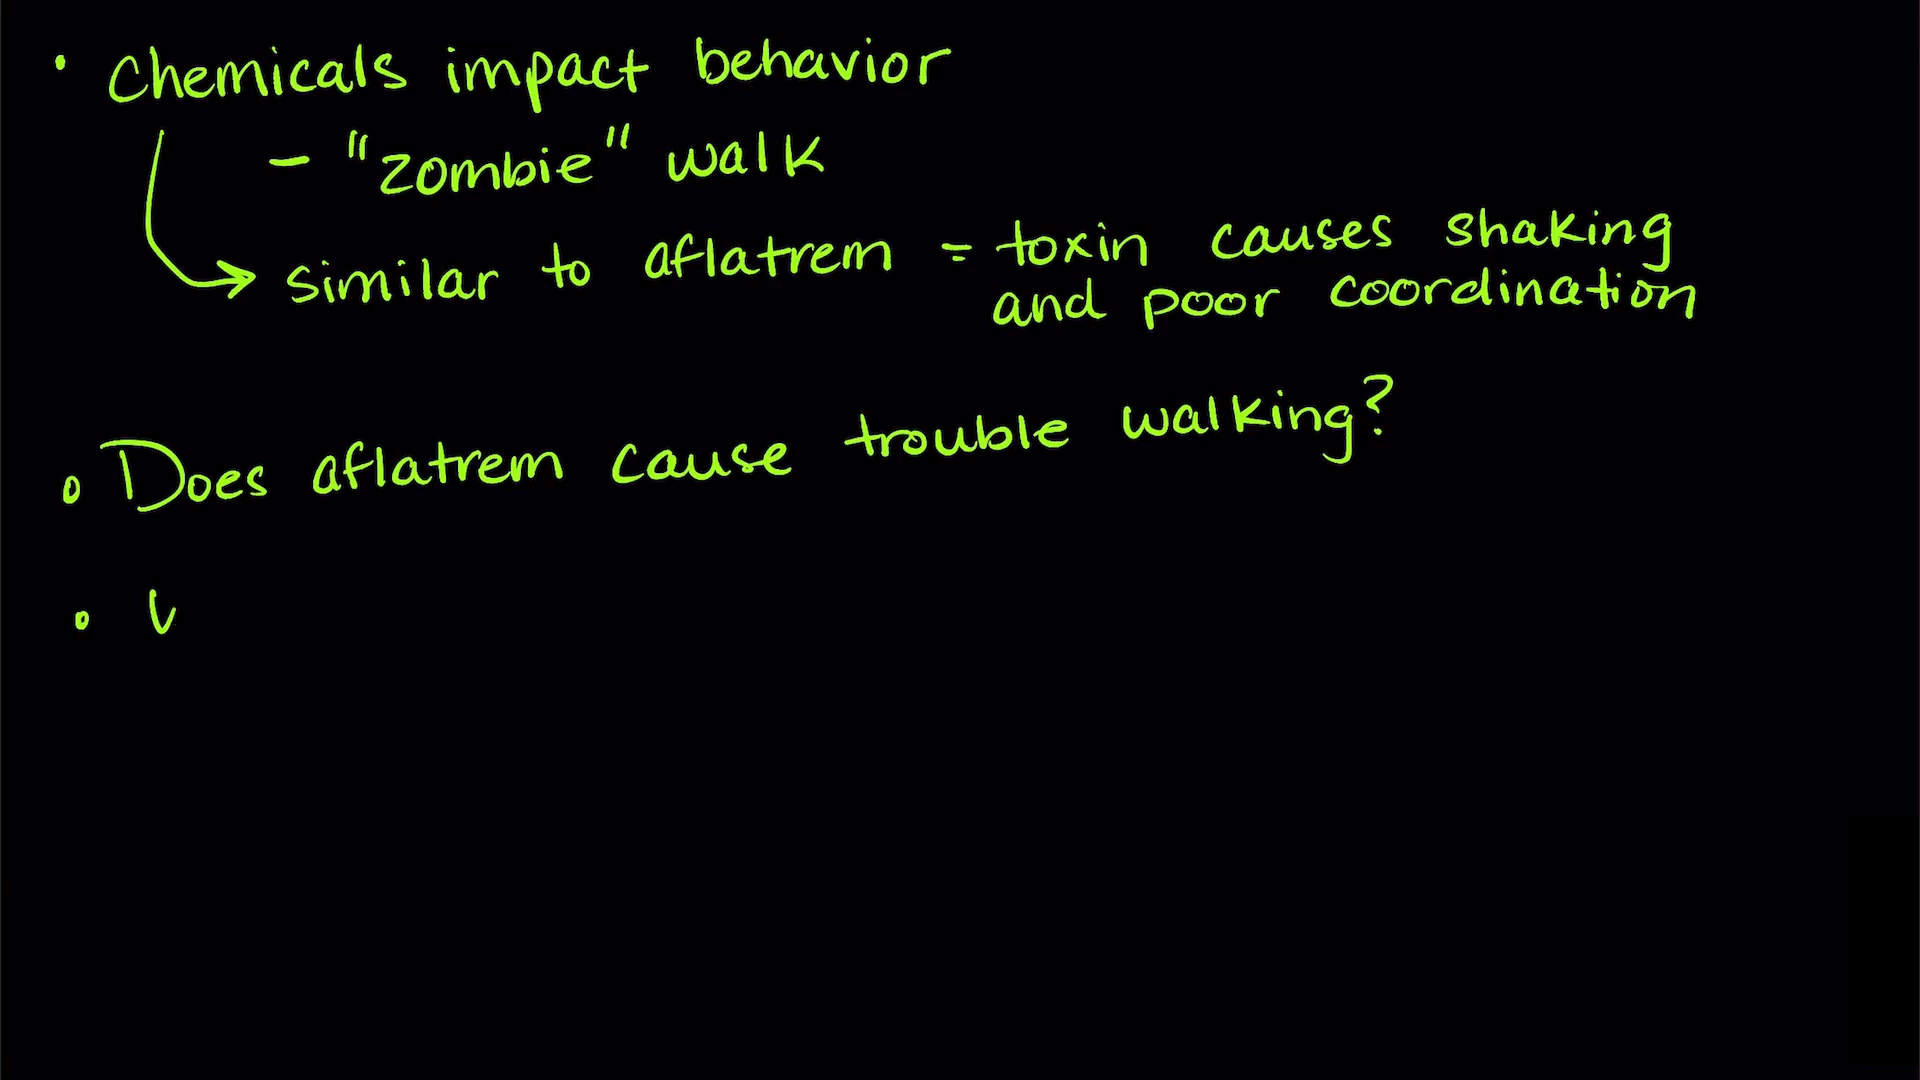 • Chemicals impact behavior
- "zombie" walk
→ similar to aflatrem = toxin causes shaking
and poor coordination
• Does aflatrem cause trouble walking?
•